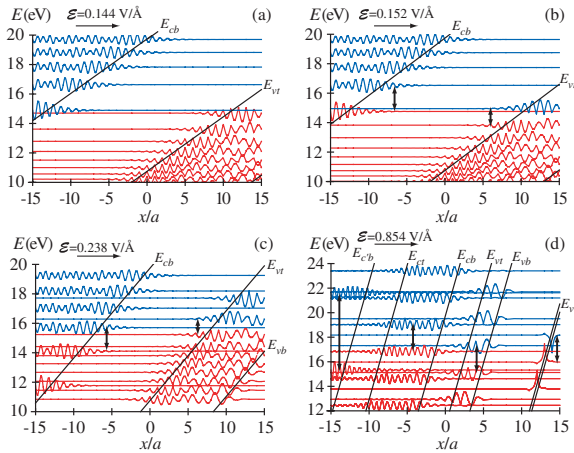 E(eV)
𝓔=0.144 V/Å
E_cb
(a)
E_vt
20
18
16
14
12
10
-15 -10 -5 0 5 10 15
x/a
E(eV)
𝓔=0.152 V/Å
E_cb
(b)
E_v
20
18
16
14
12
10
-15 -10 -5 0 5 10 15
x/a
E(eV)
𝓔=0.238 V/Å
E_cb
(c)
E_vt
E_vb
20
18
16
14
12
10
-15 -10 -5 0 5 10 15
x/a
E(eV)
𝓔=0.854 V/Å
(d)
E_c'b E_ct E_cb E_vt E_vb
E_v
26
24
22
20
18
16
14
12
-15 -10 -5 0 5 10 15
x/a